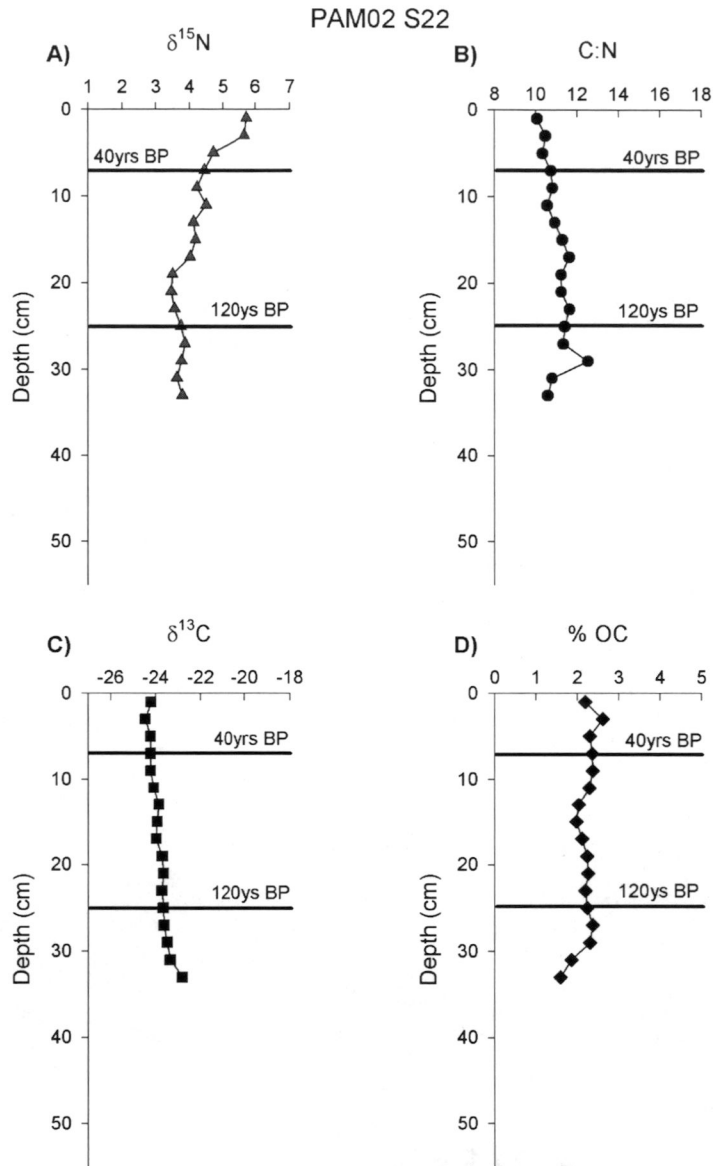 PAM02 S22
A) δ¹⁵N
1 2 3 4 5 6 7
0
40yrs BP
10
20
120ys BP
30
40
50
Depth (cm)
B) C:N
8 10 12 14 16 18
0
40yrs BP
10
20
120ys BP
30
40
50
Depth (cm)
C) δ¹³C
-26 -24 -22 -20 -18
0
40yrs BP
10
20
120ys BP
30
40
50
Depth (cm)
D) % OC
0 1 2 3 4 5
0
40yrs BP
10
20
120ys BP
30
40
50
Depth (cm)